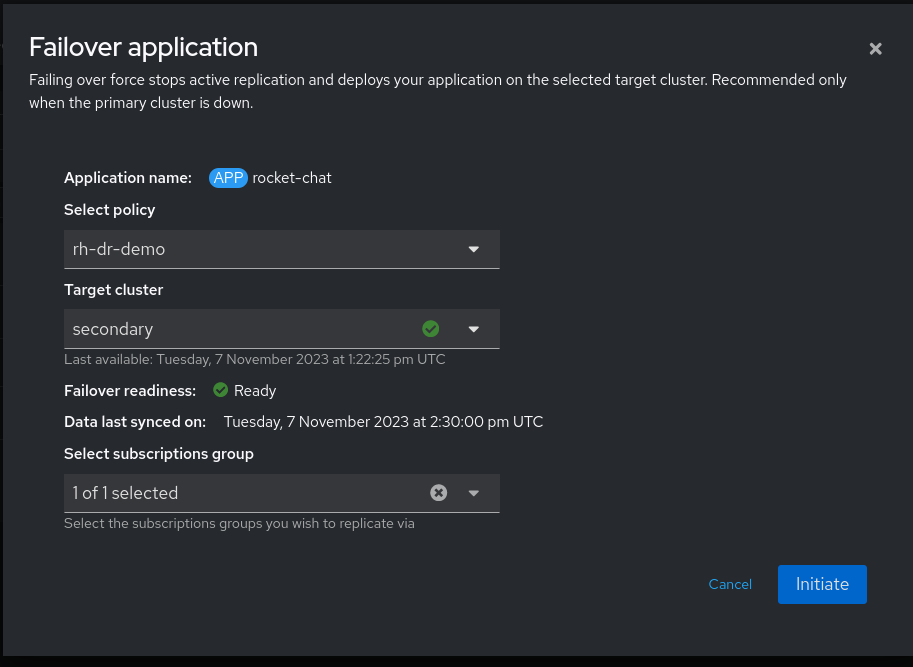 Failover application
Failing over force stops active replication and deploys your application on the selected target cluster. Recommended only
when the primary cluster is down.
Application name: APP rocket-chat
Select policy
rh-dr-demo
Target cluster
secondary
Last available: Tuesday, 7 November 2023 at 1:22:25 pm UTC
Failover readiness: Ready
Data last synced on: Tuesday, 7 November 2023 at 2:30:00 pm UTC
Select subscriptions group
1 of 1 selected
Select the subscriptions groups you wish to replicate via
Cancel Initiate